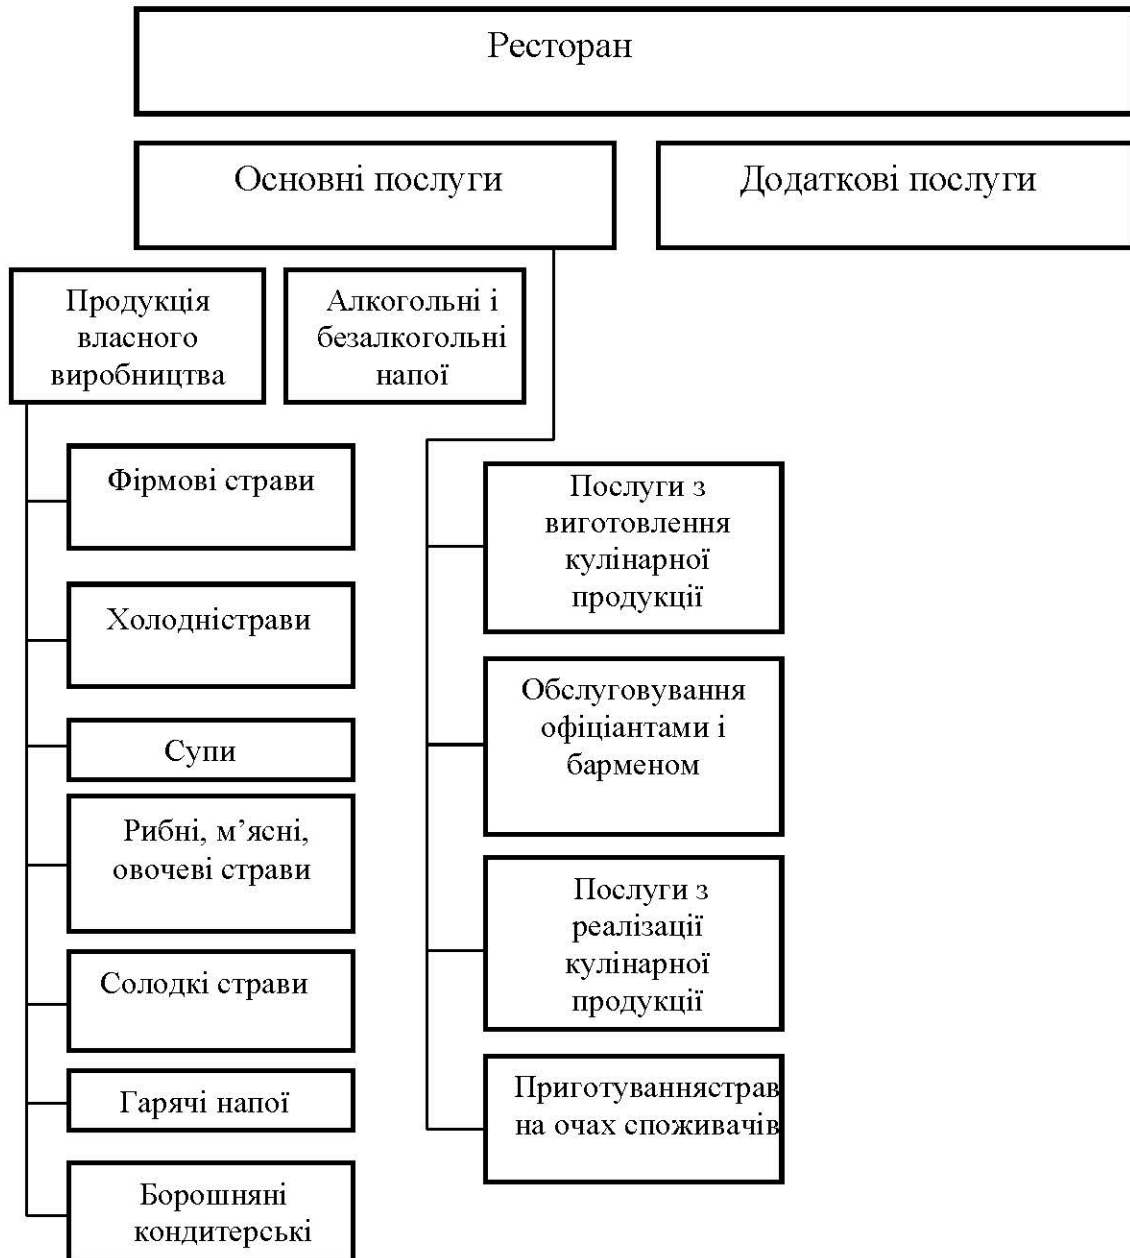 Ресторан
Основні послуги
Додаткові послуги
Продукція
власного
виробництва
Алкогольні і
безалкогольні
напої
Фірмові страви
Холодністрави
Супи
Рибні, м’ясні,
овочеві страви
Солодкі страви
Гарячі напої
Борошняні
кондитерські
Послуги з
виготовлення
кулінарної
продукції
Обслуговування
офіціантами і
барменом
Послуги з
реалізації
кулінарної
продукції
Приготуваннястрав
на очах споживачів